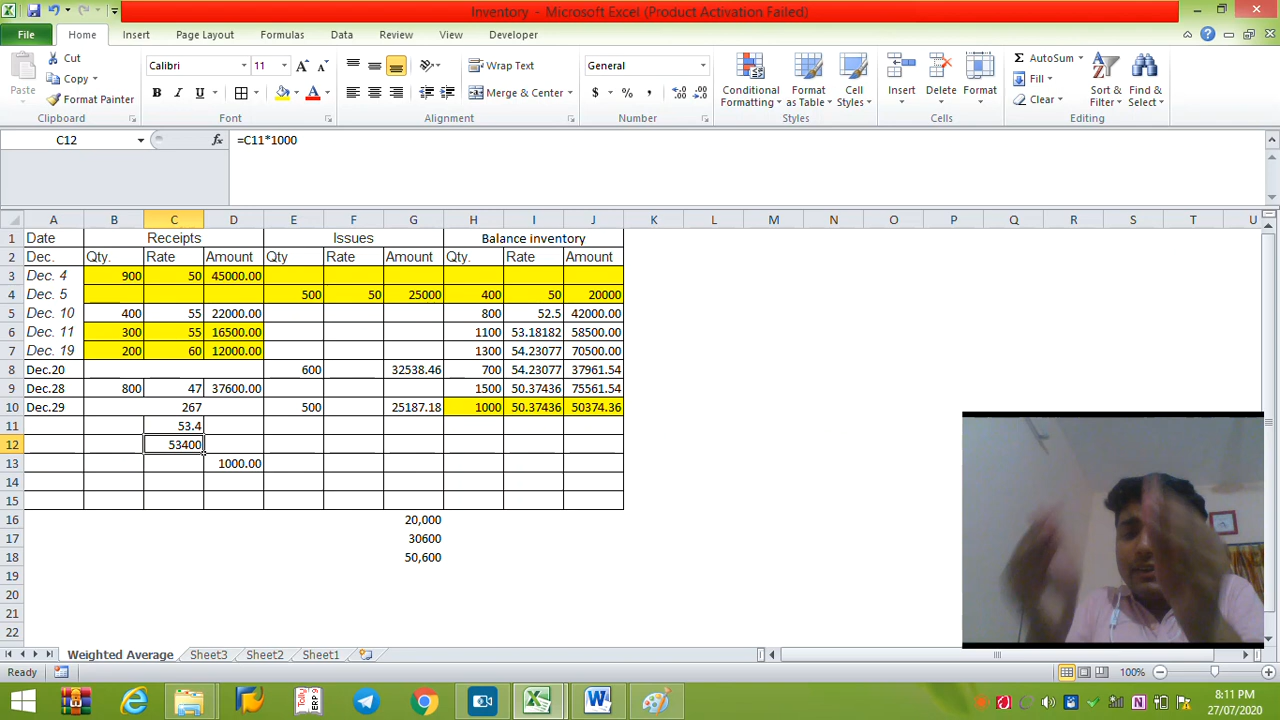 Inventory - Microsoft Excel (Product Activation Failed)
File Home Insert Page Layout Formulas Data Review View Developer
Paste Cut Copy Format Painter Clipboard
Calibri 11 B I U A Font
Wrap Text Merge & Center Alignment
General $ % , Number
Conditional Formatting Format as Table Cell Styles Styles
Insert Delete Format Cells
Σ AutoSum Fill Clear Sort & Filter Find & Select Editing
C12 fx =C11*1000
A B C D E F G H I J K L M N O P Q R S T U
1 Date Receipts Issues Balance inventory
2 Dec. Qty. Rate Amount Qty Rate Amount Qty. Rate Amount
3 Dec. 4 900 50 45000.00
4 Dec. 5 500 50 25000 400 50 20000
5 Dec. 10 400 55 22000.00 800 52.5 42000.00
6 Dec. 11 300 55 16500.00 1100 53.18182 58500.00
7 Dec. 19 200 60 12000.00 1300 54.23077 70500.00
8 Dec.20 600 32538.46 700 54.23077 37961.54
9 Dec.28 800 47 37600.00 1500 50.37436 75561.54
10 Dec.29 267 500 25187.18 1000 50.37436 50374.36
11 53.4
12 53400
13 1000.00
14
15
16 20,000
17 30600
18 50,600
19
20
21
22
Weighted Average Sheet3 Sheet2 Sheet1
Ready 100%
Tally ERP 9 N 8:11 PM
27/07/2020